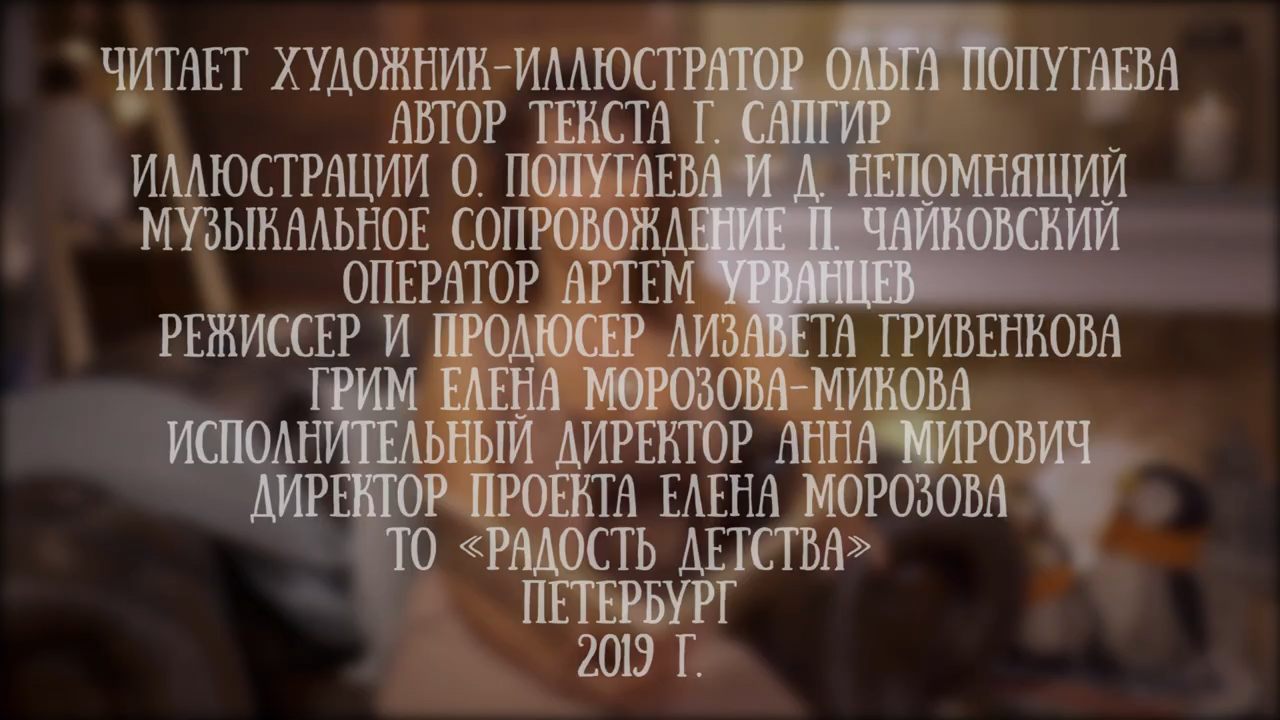 ЧИТАЕТ ХУДОЖНИК-ИЛЛЮСТРАТОР ОЛЬГА ПОПУГАЕВА
АВТОР ТЕКСТА Г. САПГИР
ИЛЛЮСТРАЦИИ О. ПОПУГАЕВА И Д. НЕПОМНЯЩИЙ
МУЗЫКАЛЬНОЕ СОПРОВОЖДЕНИЕ П. ЧАЙКОВСКИЙ
ОПЕРАТОР АРТЕМ УРВАНЦЕВ
РЕЖИССЕР И ПРОДЮСЕР ЛИЗАВЕТА ГРИВЕНКОВА
ГРИМ ЕЛЕНА МОРОЗОВА-МИКОВА
ИСПОЛНИТЕЛЬНЫЙ ДИРЕКТОР АННА МИРОВИЧ
ДИРЕКТОР ПРОЕКТА ЕЛЕНА МОРОЗОВА
ТО «РАДОСТЬ ДЕТСТВА»
ПЕТЕРБУРГ
2019 Г.